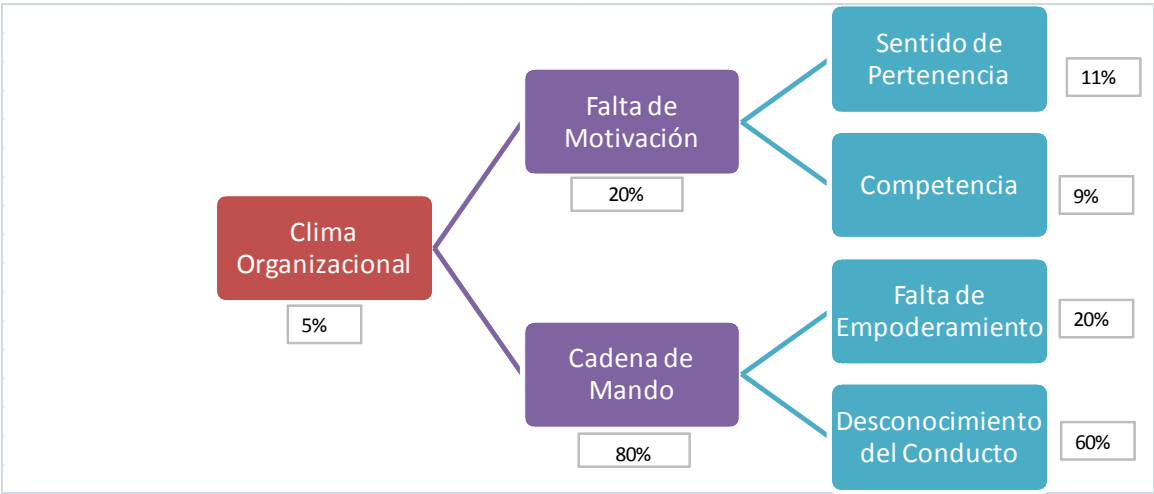 Sentido de
Pertenencia
11%
Falta de
Motivación
20%
Competencia
9%
Clima
Organizacional
5%
Falta de
Empoderamiento
20%
Cadena de
Mando
80%
Desconocimiento
del Conducto
60%